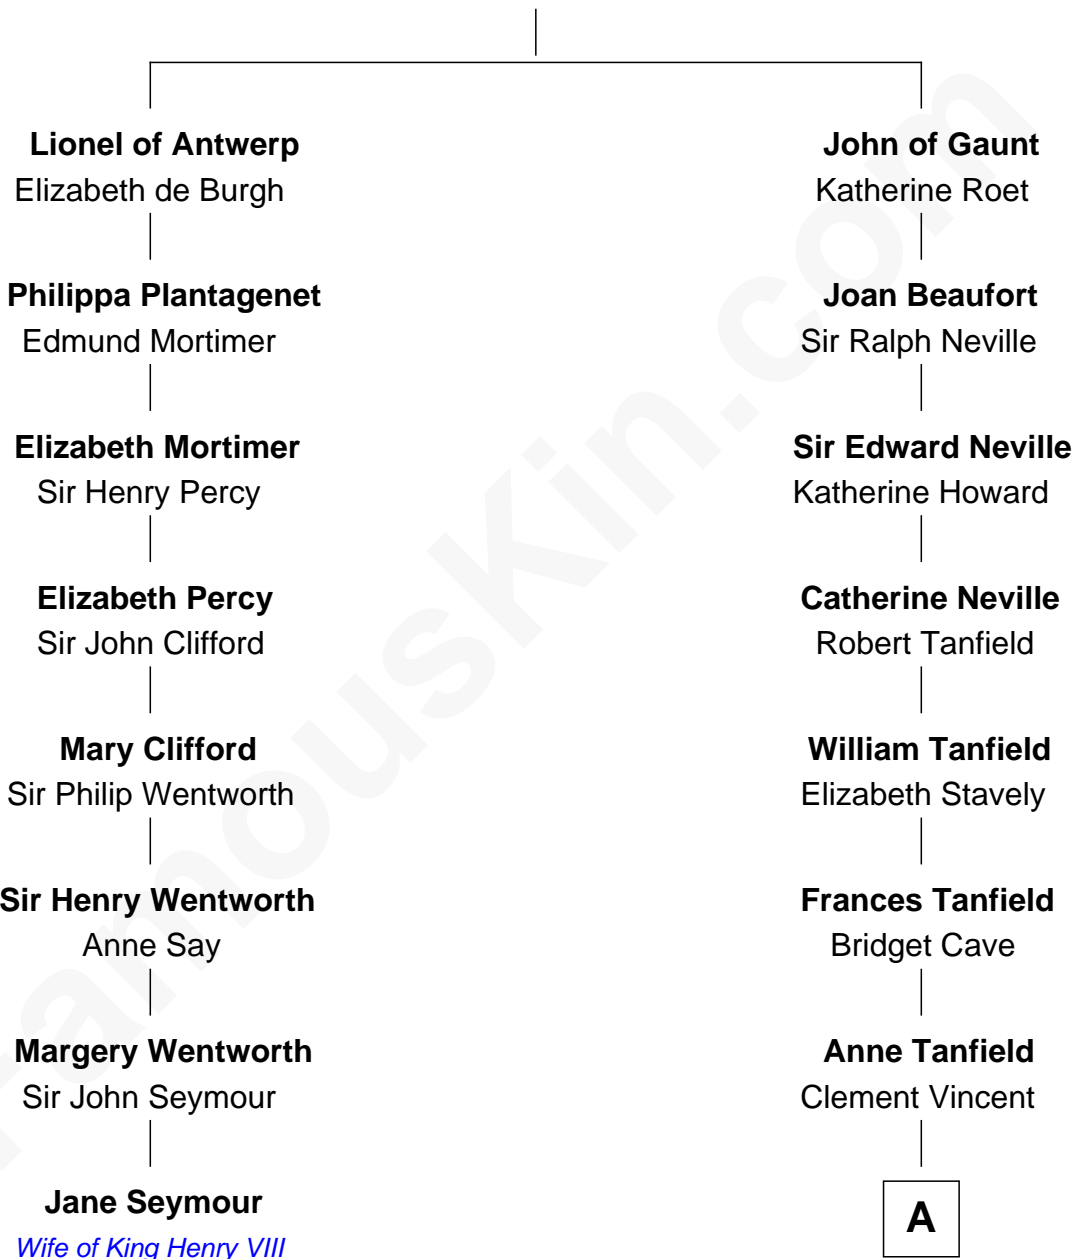 Lionel of Antwerp
Elizabeth de Burgh
Philippa Plantagenet
Edmund Mortimer
Elizabeth Mortimer
Sir Henry Percy
Elizabeth Percy
Sir John Clifford
Mary Clifford
Sir Philip Wentworth
Sir Henry Wentworth
Anne Say
Margery Wentworth
Sir John Seymour
Jane Seymour
Wife of King Henry VIII
John of Gaunt
Katherine Roet
Joan Beaufort
Sir Ralph Neville
Sir Edward Neville
Katherine Howard
Catherine Neville
Robert Tanfield
William Tanfield
Elizabeth Stavely
Frances Tanfield
Bridget Cave
Anne Tanfield
Clement Vincent
A
FamousKin.com